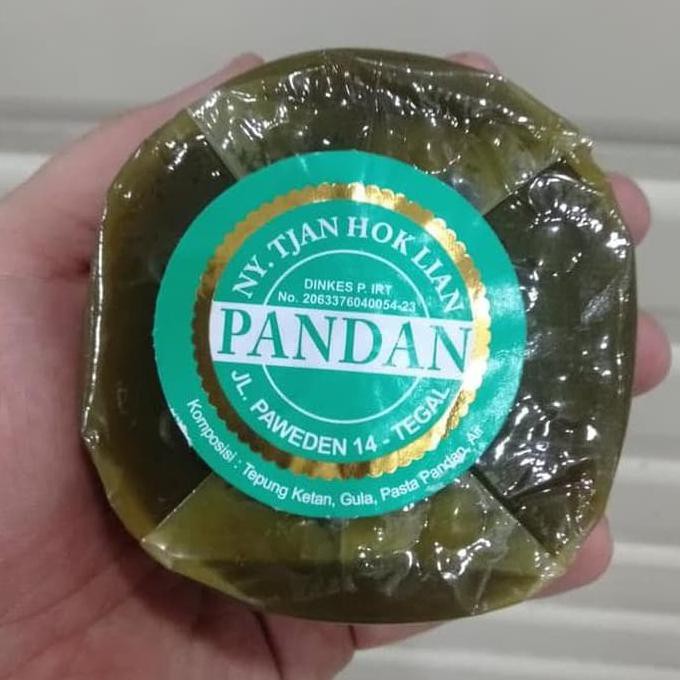 NY. TJAN HOK LIAN
DINKES P. IRT
No. 2063376040054-23
PANDAN
JL. PAWEDEN 14 - TEGAL
Komposisi : Tepung Ketan, Gula, Pasta Pandan, Air